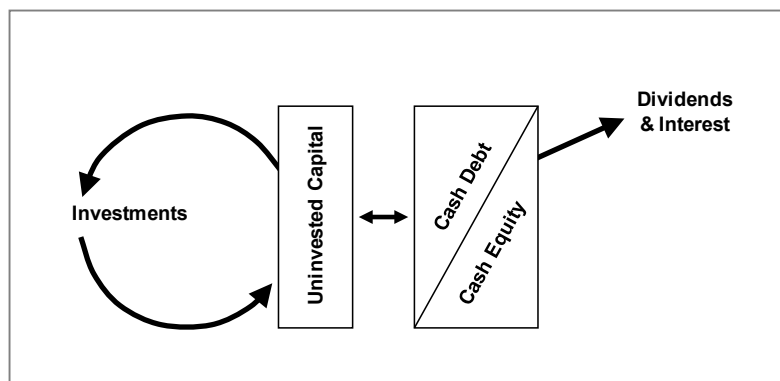 Investments
Uninvested Capital
Cash Debt
Cash Equity
Dividends
& Interest